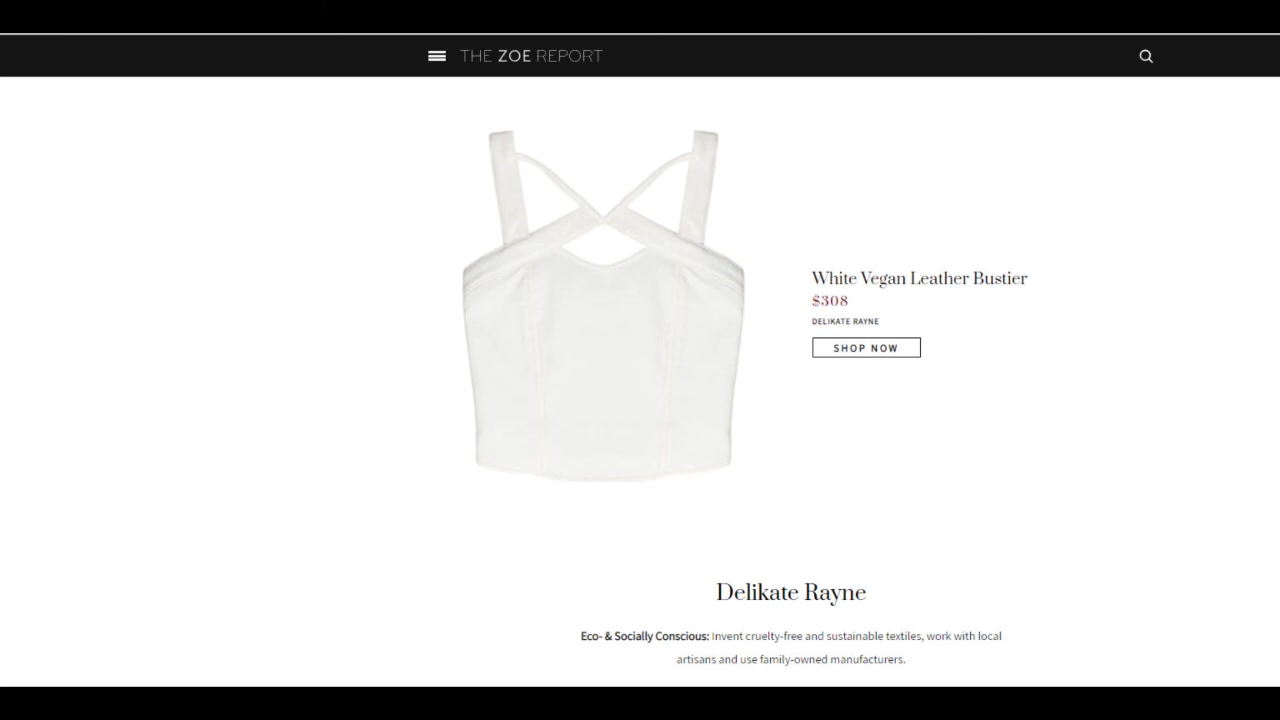 THE ZOE REPORT
White Vegan Leather Bustier
$308
DELIKATE RAYNE
SHOP NOW
Delikate Rayne
Eco- & Socially Conscious: Invent cruelty-free and sustainable textiles, work with local
artisans and use family-owned manufacturers.